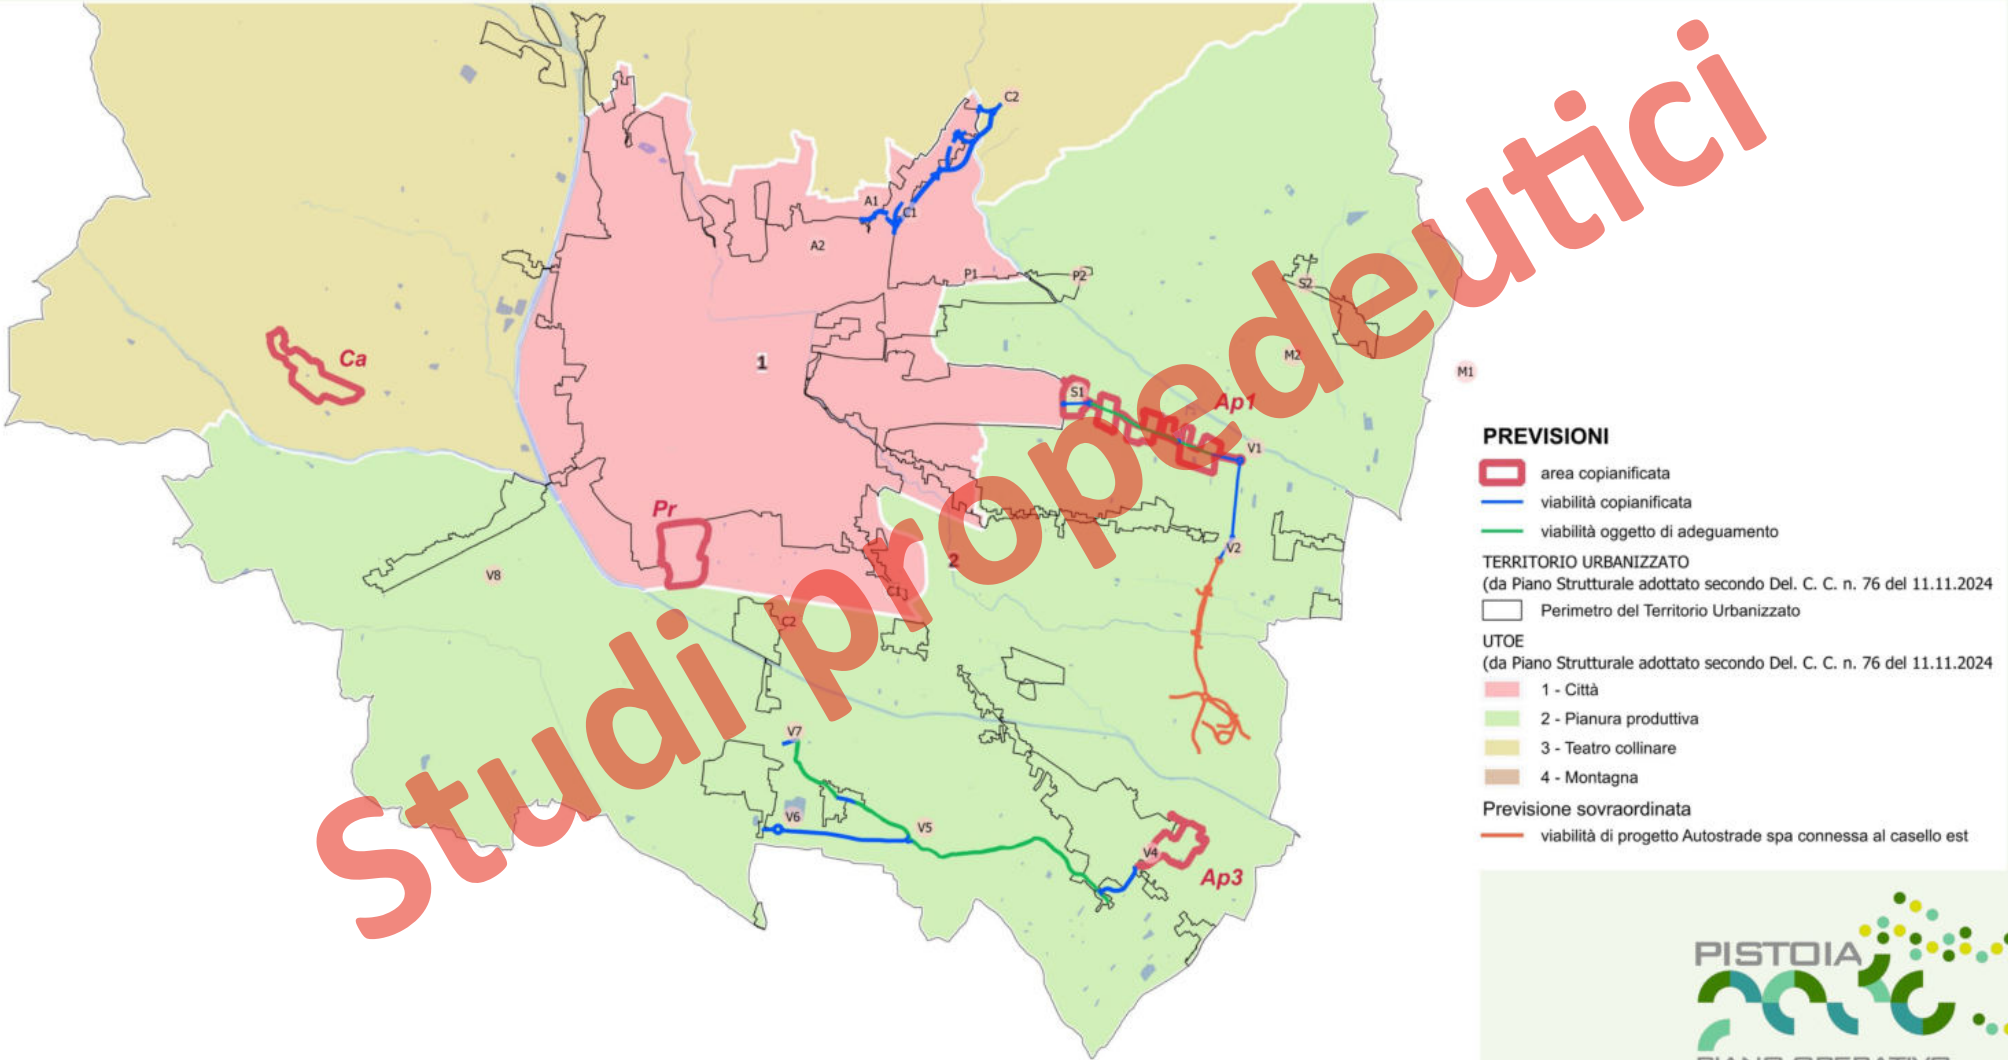 C2
A1
C1
A2
P1
P2
S2
1
Ca
M2
M1
S1
Ap1
V1
Pr
V2
2
V8
C1
C2
V7
V6
V5
V4
Ap3
Studi propedeutici
PREVISIONI
area copianificata
viabilità copianificata
viabilità oggetto di adeguamento
TERRITORIO URBANIZZATO
(da Piano Strutturale adottato secondo Del. C. C. n. 76 del 11.11.2024
Perimetro del Territorio Urbanizzato
UTOE
(da Piano Strutturale adottato secondo Del. C. C. n. 76 del 11.11.2024
1 - Città
2 - Pianura produttiva
3 - Teatro collinare
4 - Montagna
Previsione sovraordinata
viabilità di progetto Autostrade spa connessa al casello est
PISTOIA
PIANO OPERATIVO